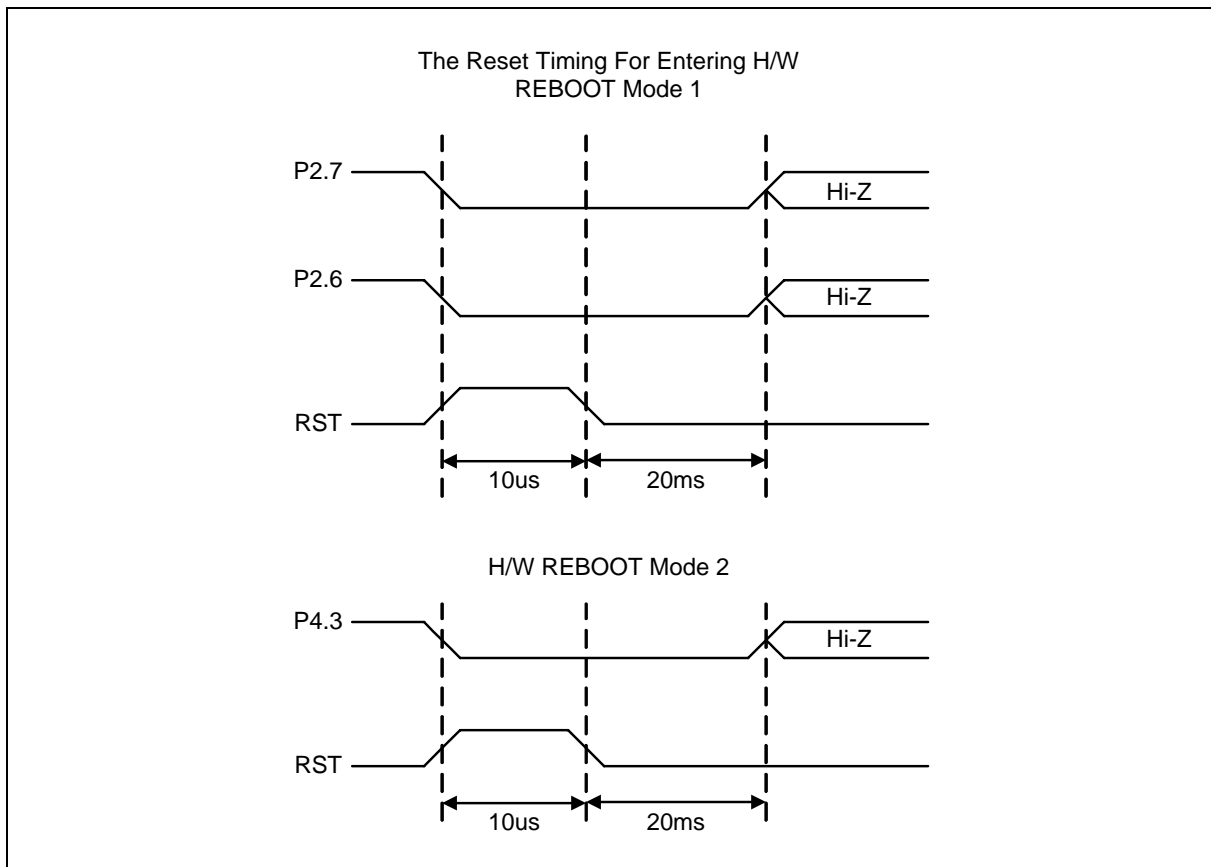 The Reset Timing For Entering H/W
REBOOT Mode 1
P2.7
Hi-Z
P2.6
Hi-Z
RST
10us
20ms
H/W REBOOT Mode 2
P4.3
Hi-Z
RST
10us
20ms